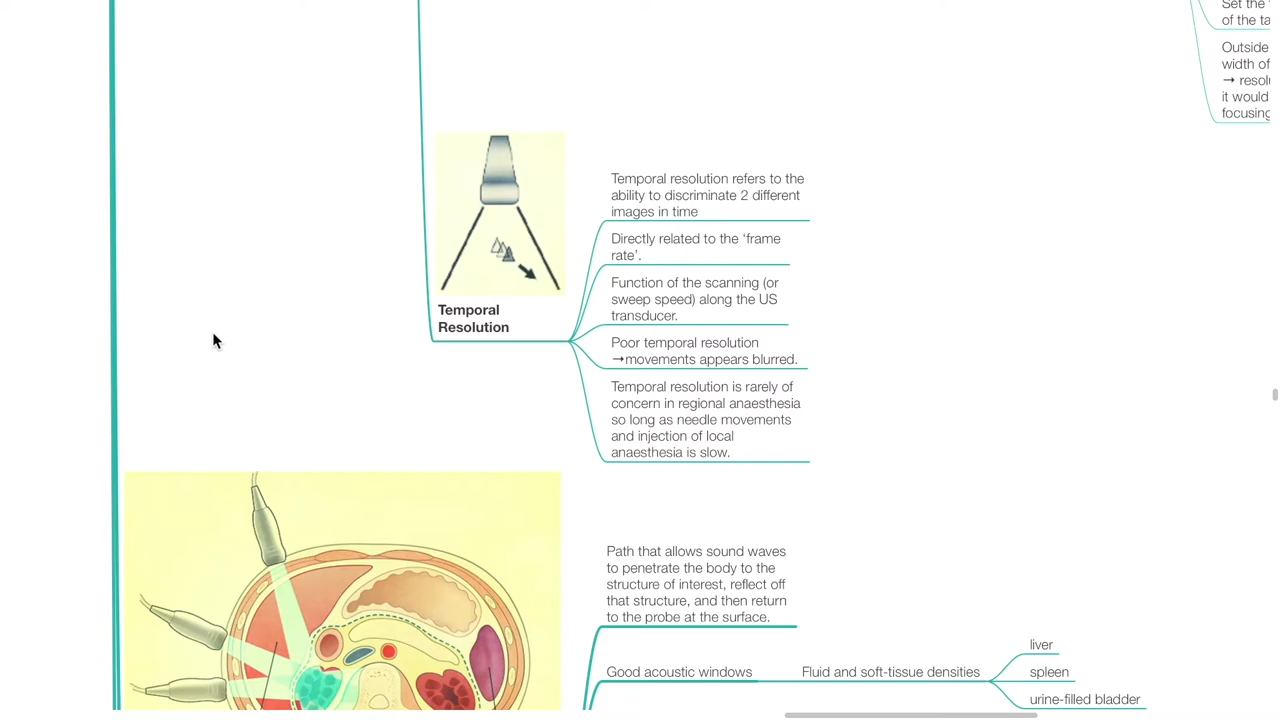 Set the
of the ta
Outside
width of
→ resolu
it would
focusing
Temporal resolution refers to the
ability to discriminate 2 different
images in time
Directly related to the ‘frame
rate’.
Function of the scanning (or
sweep speed) along the US
transducer.
Temporal
Resolution
Poor temporal resolution
→movements appears blurred.
Temporal resolution is rarely of
concern in regional anaesthesia
so long as needle movements
and injection of local
anaesthesia is slow.
Path that allows sound waves
to penetrate the body to the
structure of interest, reflect off
that structure, and then return
to the probe at the surface.
Good acoustic windows
Fluid and soft-tissue densities
liver
spleen
urine-filled bladder